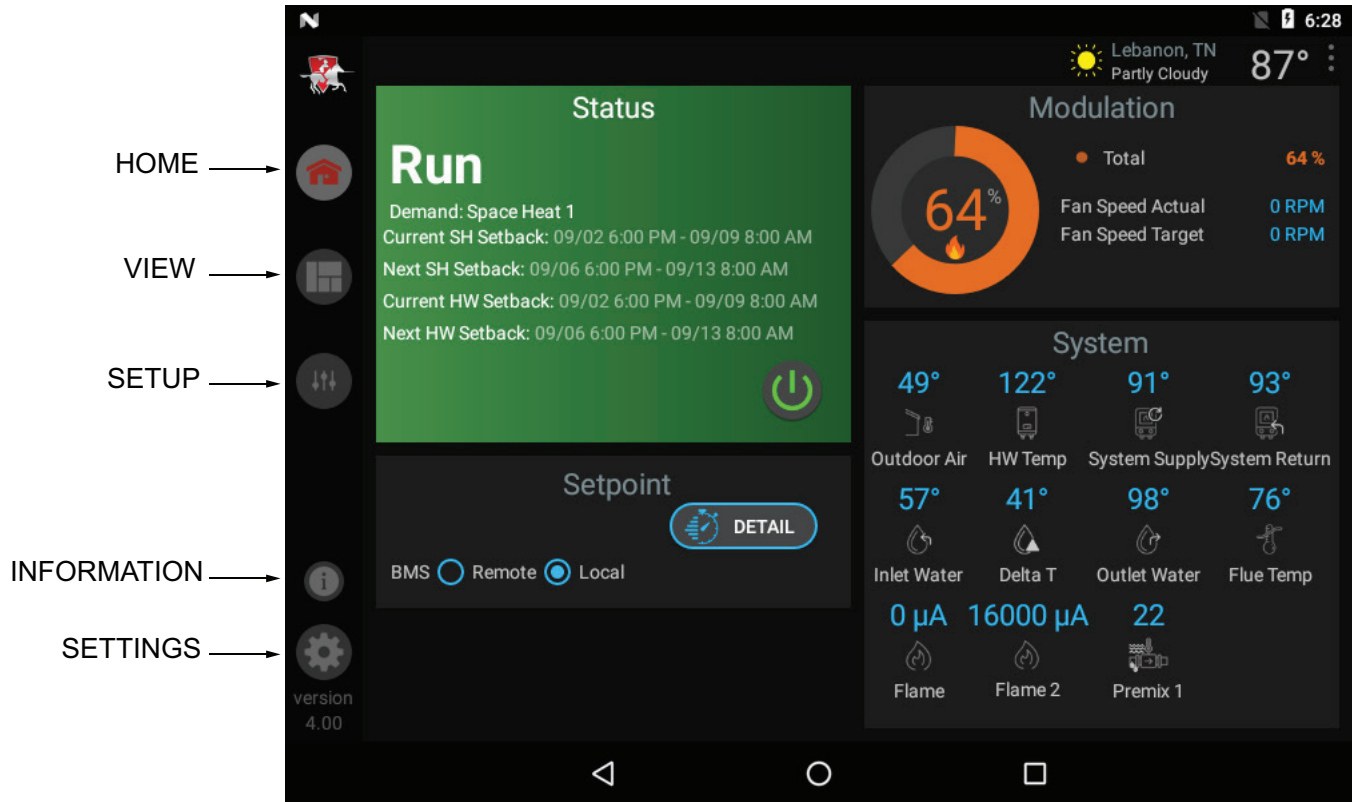 6:28
Lebanon, TN
Partly Cloudy
87°
HOME
VIEW
SETUP
INFORMATION
SETTINGS
version
4.00
Status
Run
Demand: Space Heat 1
Current SH Setback: 09/02 6:00 PM - 09/09 8:00 AM
Next SH Setback: 09/06 6:00 PM - 09/13 8:00 AM
Current HW Setback: 09/02 6:00 PM - 09/09 8:00 AM
Next HW Setback: 09/06 6:00 PM - 09/13 8:00 AM
Setpoint
DETAIL
BMS Remote Local
Modulation
64%
Total 64 %
Fan Speed Actual 0 RPM
Fan Speed Target 0 RPM
System
49° 122° 91° 93°
Outdoor Air HW Temp System Supply System Return
57° 41° 98° 76°
Inlet Water Delta T Outlet Water Flue Temp
0 µA 16000 µA 22
Flame Flame 2 Premix 1